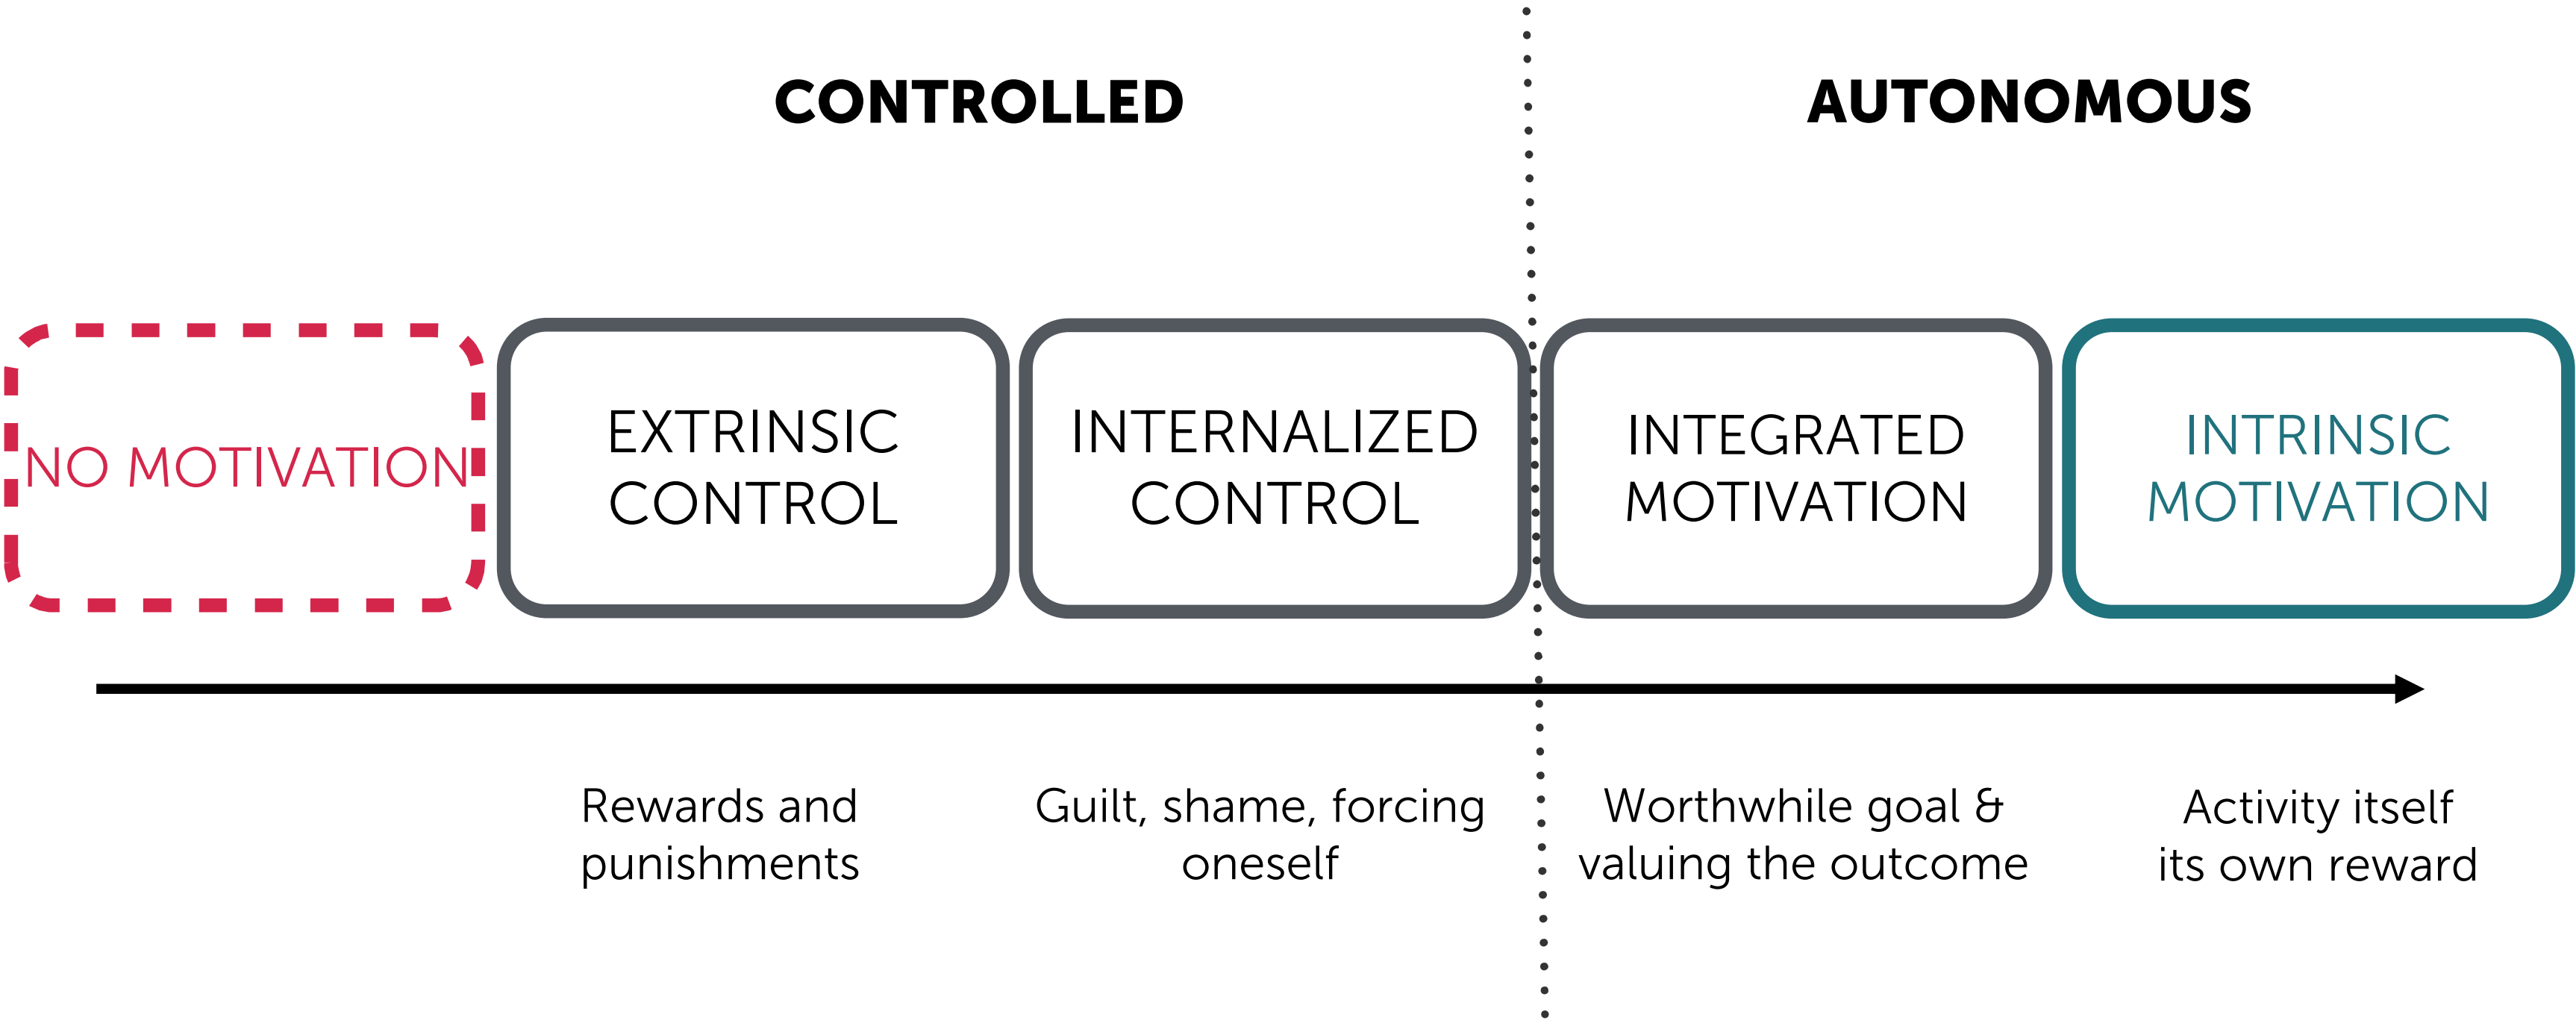 CONTROLLED
AUTONOMOUS
NO MOTIVATION
EXTRINSIC
CONTROL
INTERNALIZED
CONTROL
INTEGRATED
MOTIVATION
INTRINSIC
MOTIVATION
Rewards and
punishments
Guilt, shame, forcing
oneself
Worthwhile goal &
valuing the outcome
Activity itself
its own reward